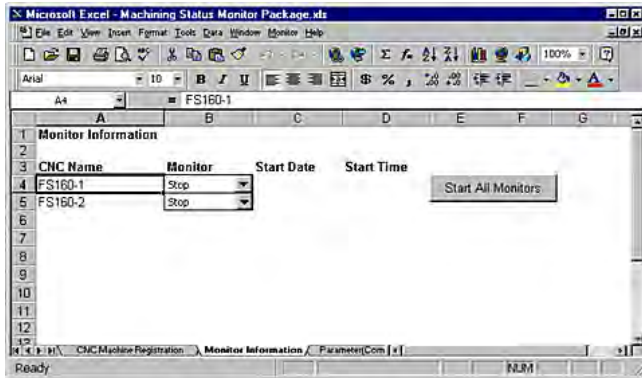 Microsoft Excel - Machining Status Monitor Package.xls
File Edit View Insert Format Tools Data Window Monitor Help
100%
Arial 10 B I U $ % ,
A4 = FS160-1
A B C D E F G
1 Monitor Information
2
3 CNC Name Monitor Start Date Start Time
4 FS160-1 Stop Start All Monitors
5 FS160-2 Stop
6
7
8
9
10
11
12
13
CNC Machine Registration Monitor Information Parameter(Com
Ready NUM